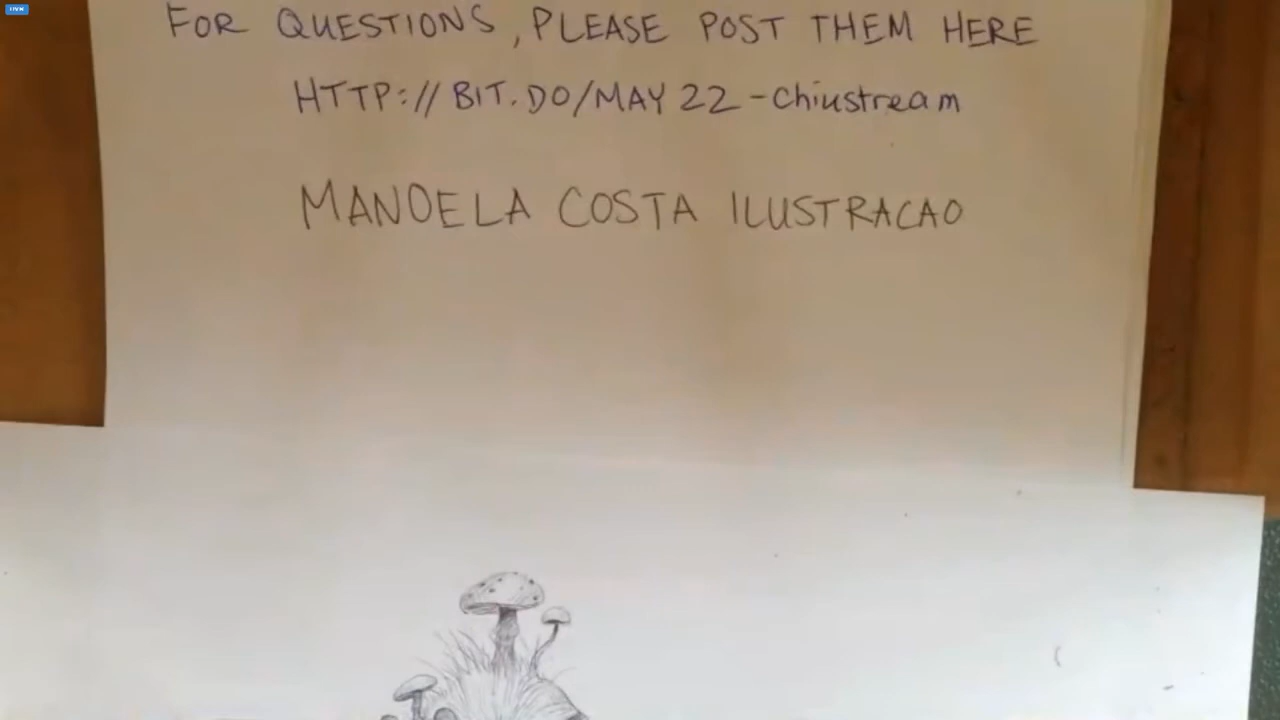 FOR QUESTIONS, PLEASE POST THEM HERE
HTTP://BIT.DO/MAY22-Chiustream
MANOELA COSTA ILUSTRACAO